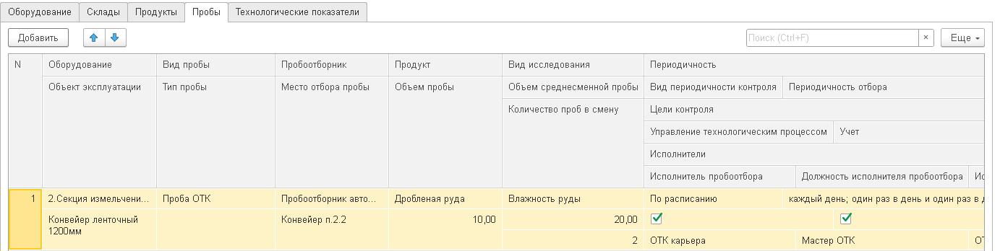 Оборудование Склады Продукты Пробы Технологические показатели
Добавить Поиск (Ctrl+F) × Еще
N Оборудование Вид пробы Пробоотборник Продукт Вид исследования Периодичность
Объект эксплуатации Тип пробы Место отбора пробы Объем пробы Объем среднесменной пробы Вид периодичности контроля Периодичность отбора
Количество проб в смену Цели контроля
Управление технологическим процессом Учет
Исполнители
Исполнитель пробоотбора Должность исполнителя пробоотбора Ис
1 2.Секция измельчени... Проба ОТК Пробоотборник авто... Дробленая руда Влажность руды По расписанию каждый день; один раз в день и один раз в д
Конвейер ленточный Конвейер п.2.2 10,00 20,00
1200мм
2 ОТК карьера Мастер ОТК ОТ